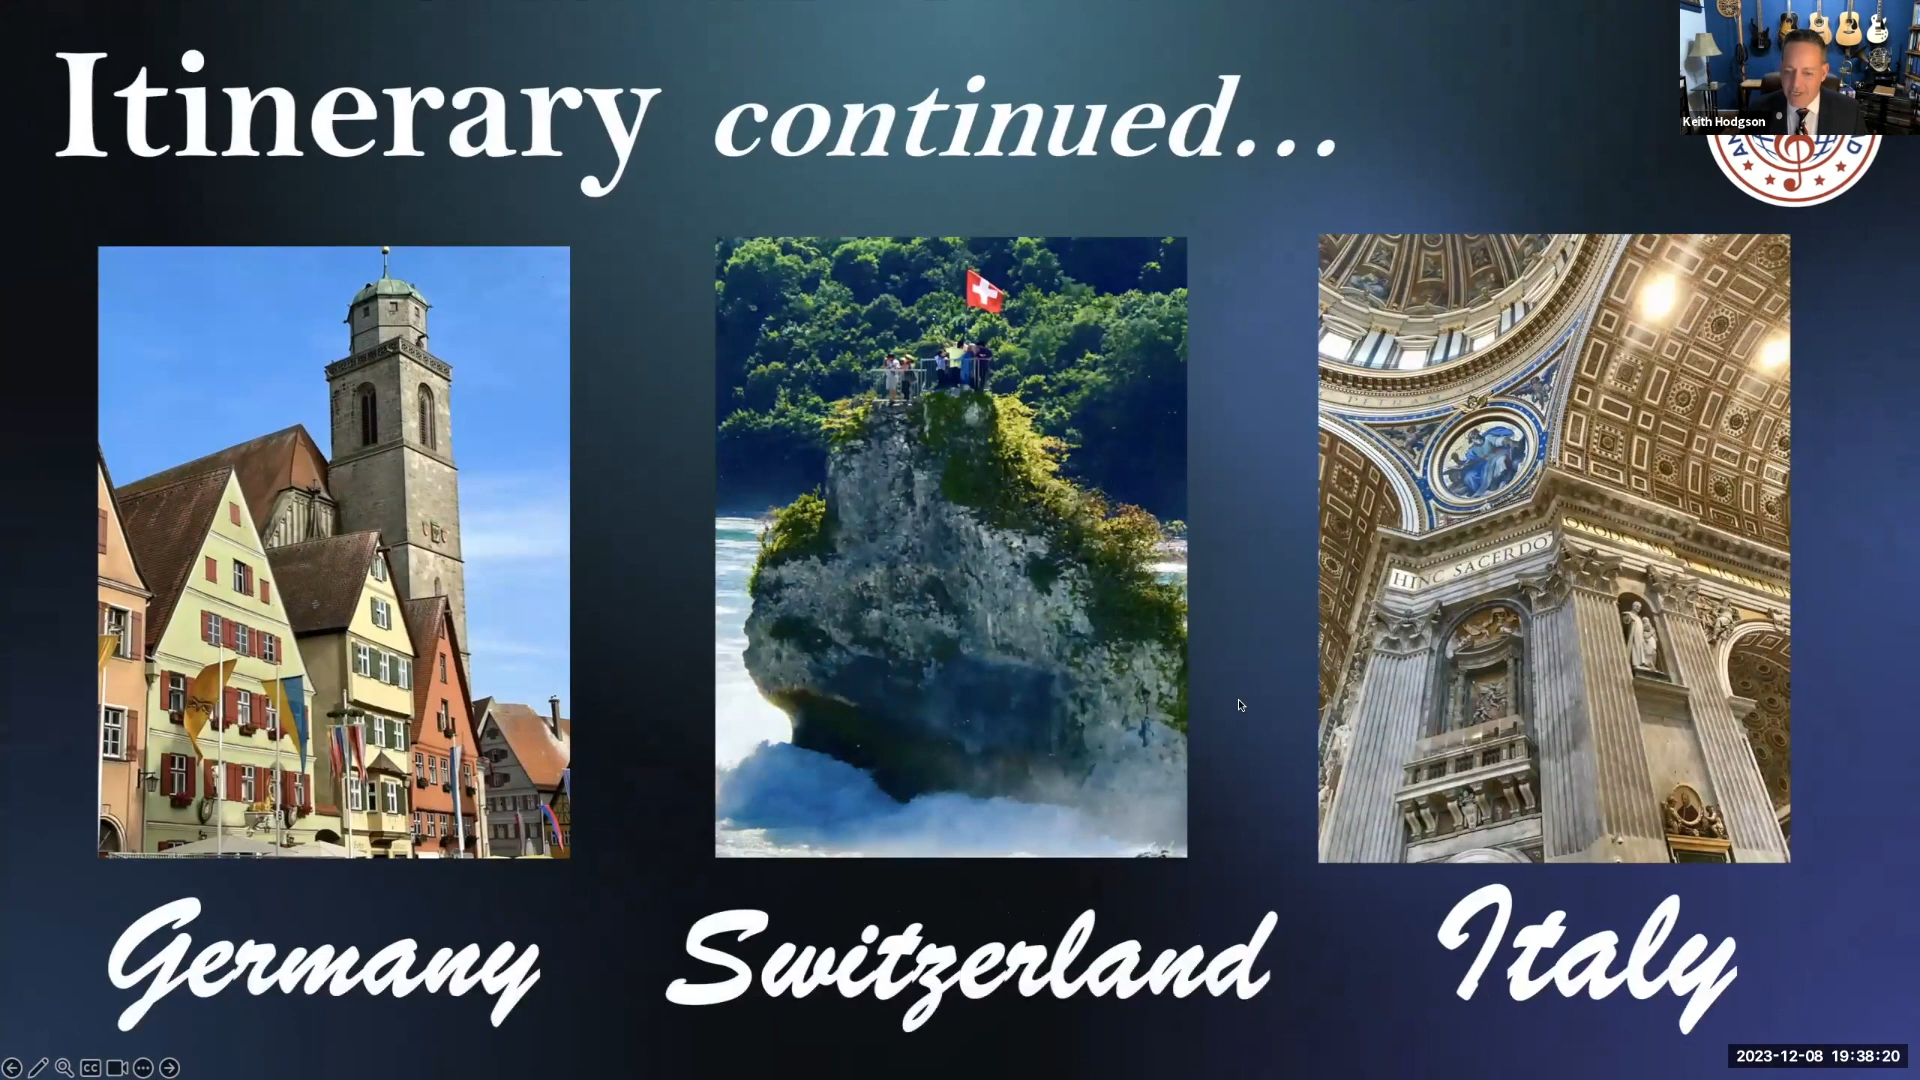 Itinerary continued...
Keith Hodgson
HINC SACERDO
Germany Switzerland Italy
2023-12-08 19:38:20